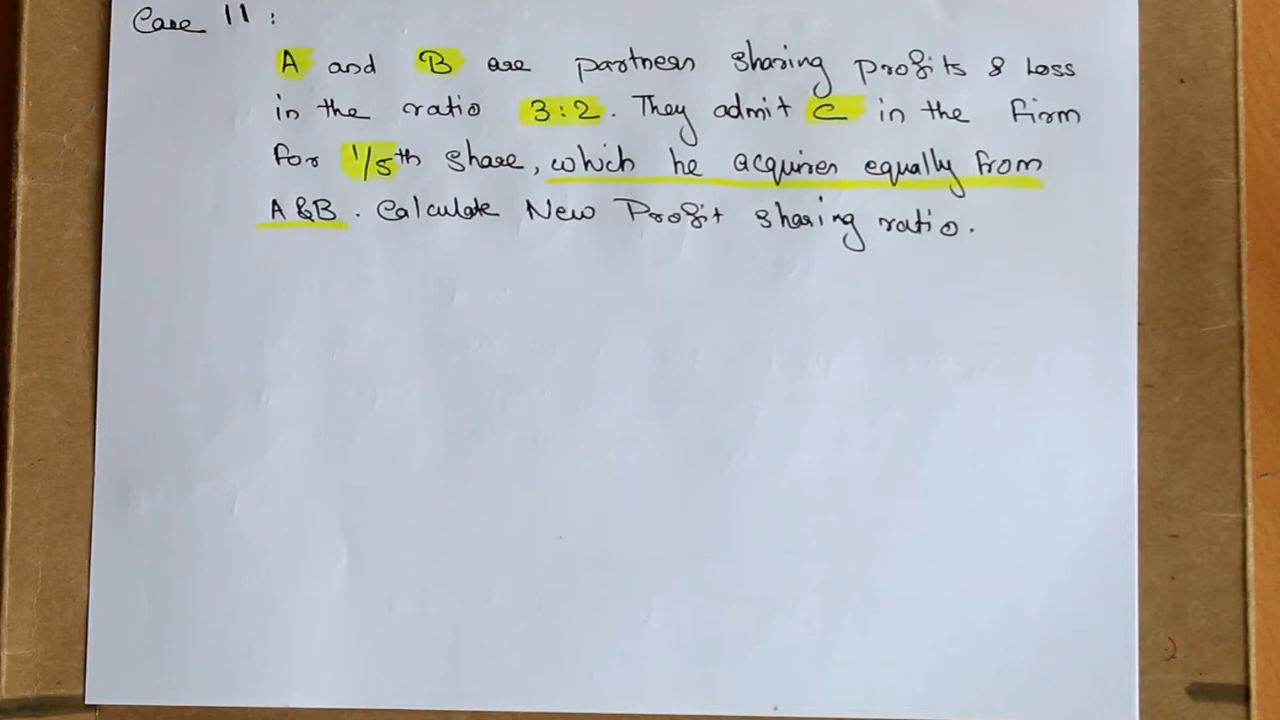 Case 11 :
A and B are partners sharing profits & Loss
in the ratio 3:2. They admit C in the firm
for 1/5th share, which he acquires equally from
A & B. Calculate New Profit sharing ratio.